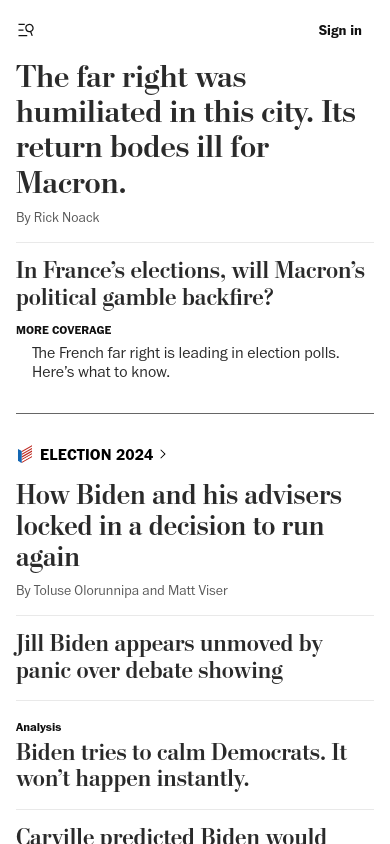 Sign in
The far right was
humiliated in this city. Its
return bodes ill for
Macron.
By Rick Noack
In France’s elections, will Macron’s
political gamble backfire?
MORE COVERAGE
The French far right is leading in election polls.
Here’s what to know.
ELECTION 2024
How Biden and his advisers
locked in a decision to run
again
By Toluse Olorunnipa and Matt Viser
Jill Biden appears unmoved by
panic over debate showing
Analysis
Biden tries to calm Democrats. It
won’t happen instantly.
Carville predicted Biden would